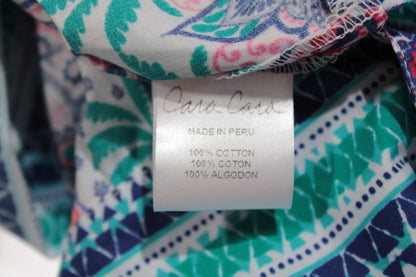 Cara Cara
MADE IN PERU
100% COTTON
100% COTON
100% ALGODON